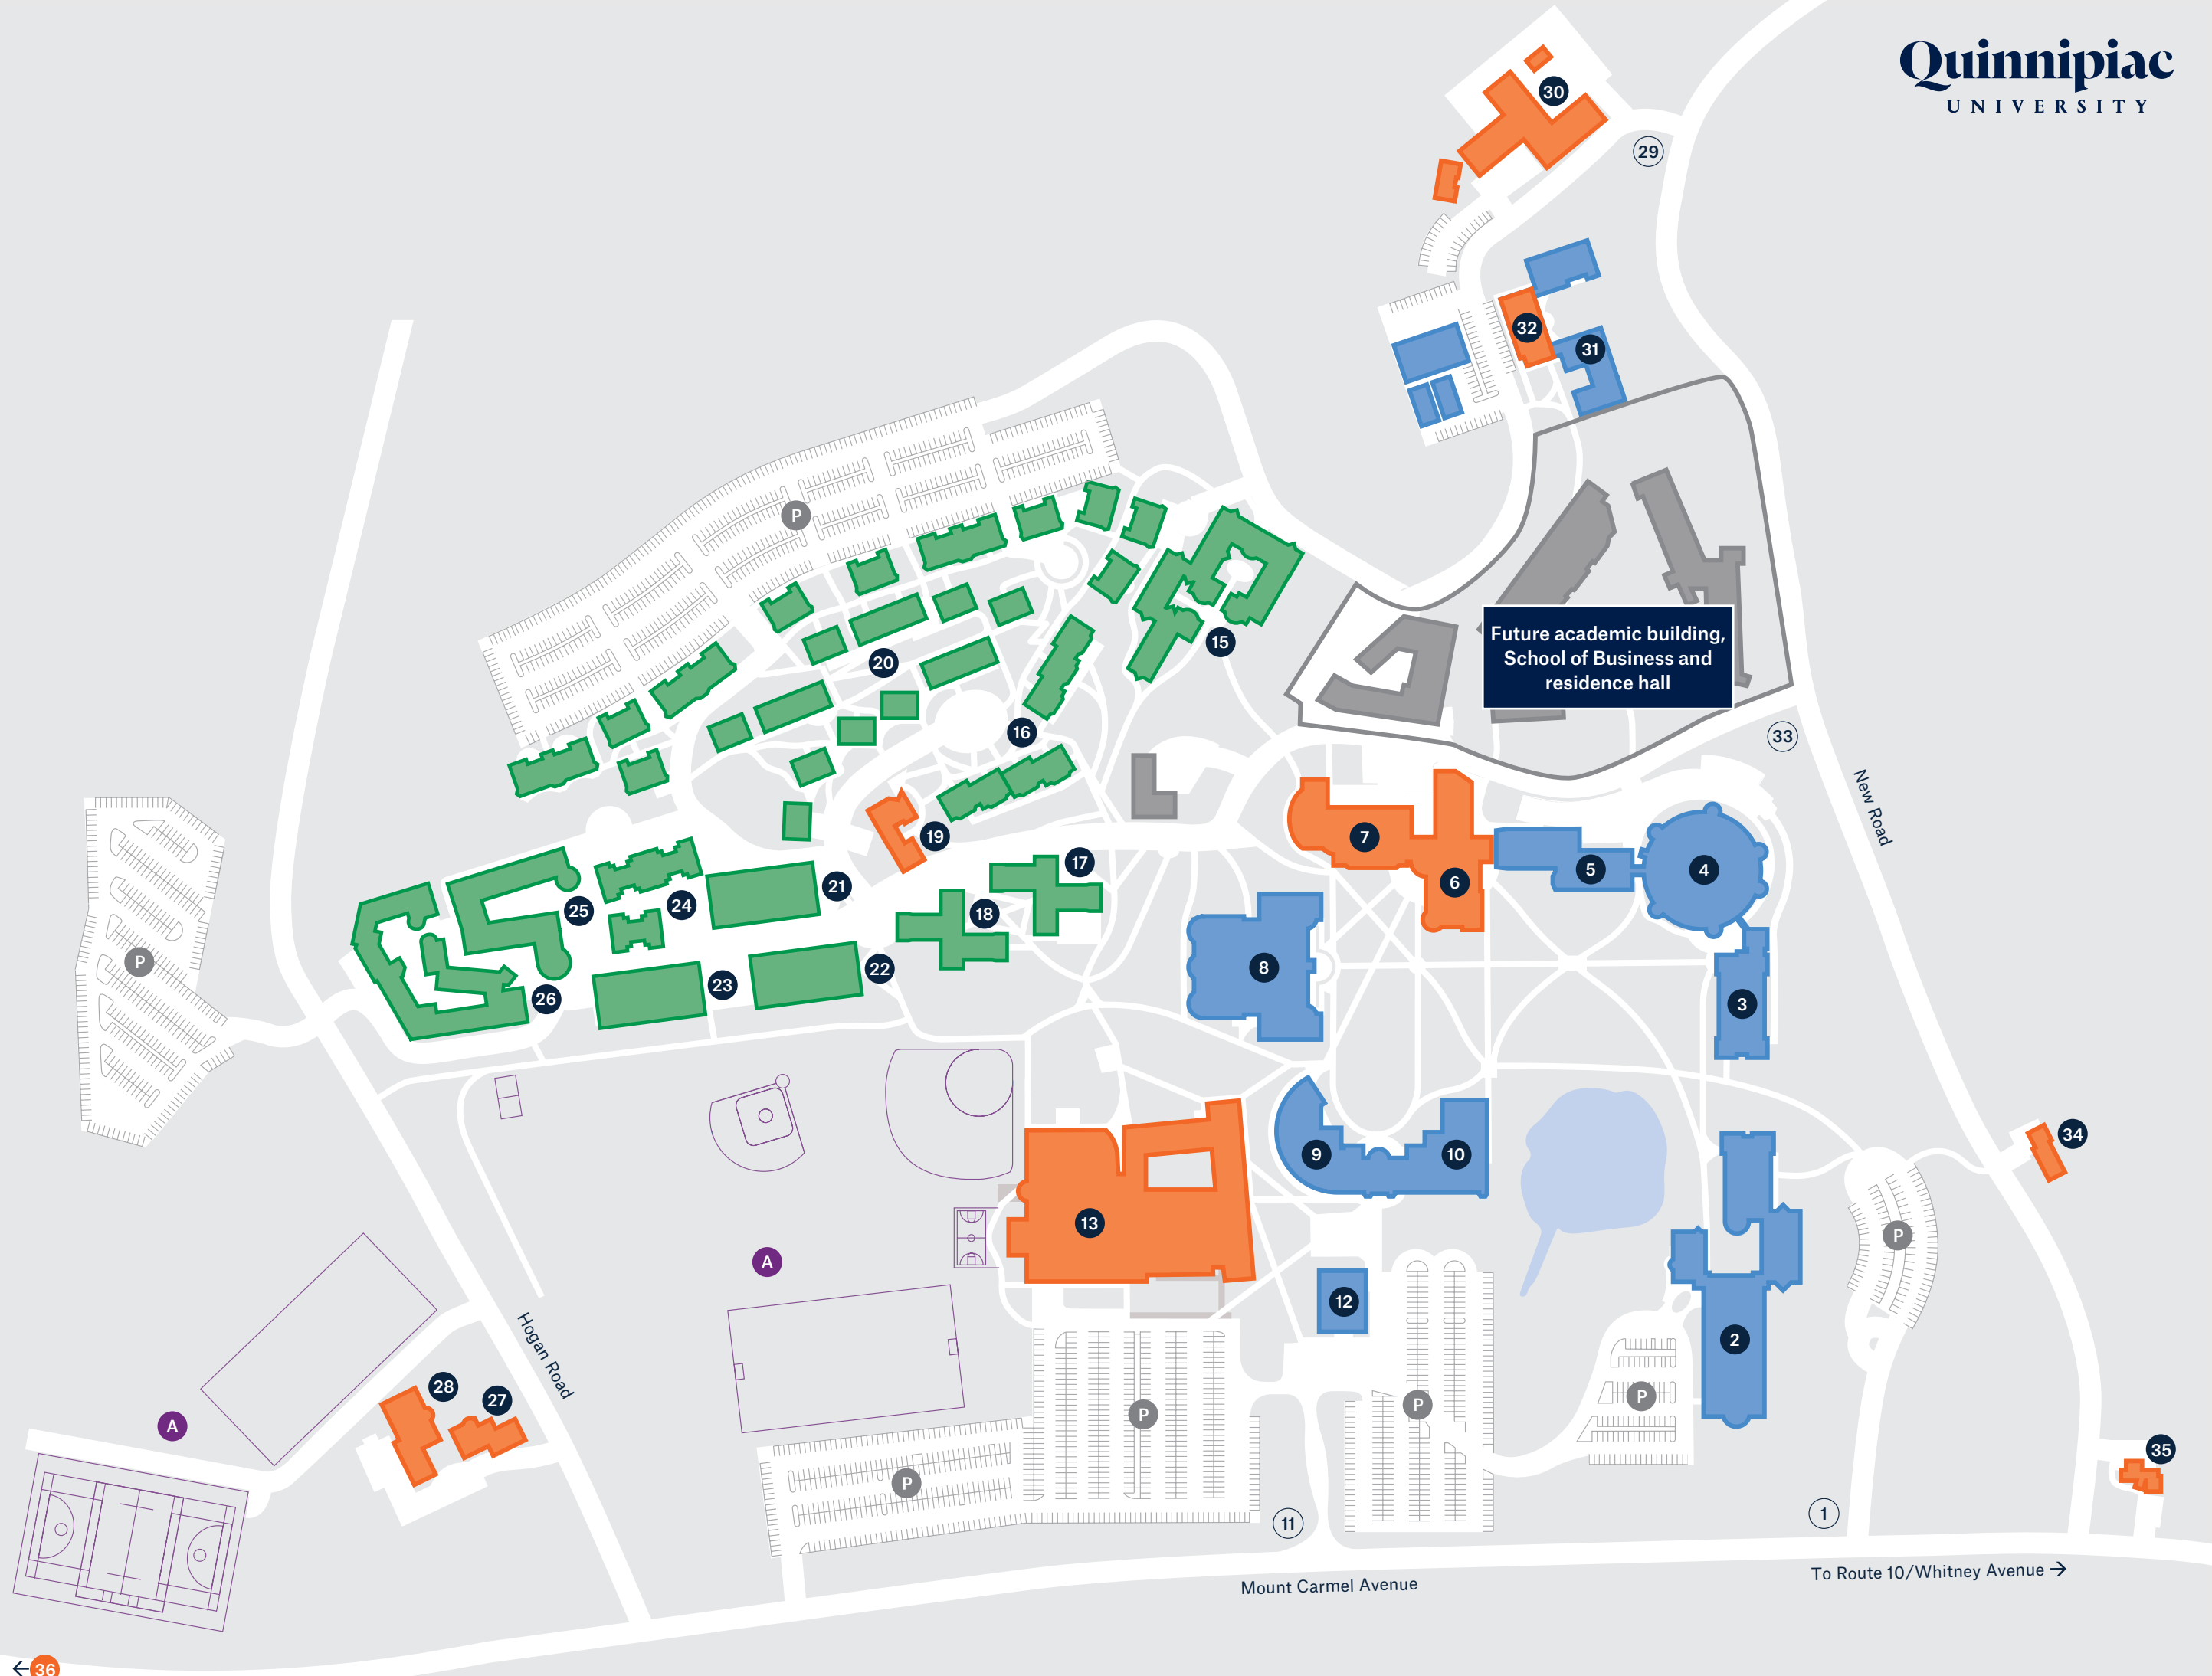 Quinnipiac
UNIVERSITY
30
29
32
31
P
15
20
16
Future academic building,
School of Business and
residence hall
33
New Road
19
7
17
6
5
4
21
24
25
18
8
22
23
26
P
3
34
9
10
13
P
A
12
2
Hogan Road
28
27
P
P
P
A
35
P
11
1
To Route 10/Whitney Avenue →
Mount Carmel Avenue
← 36